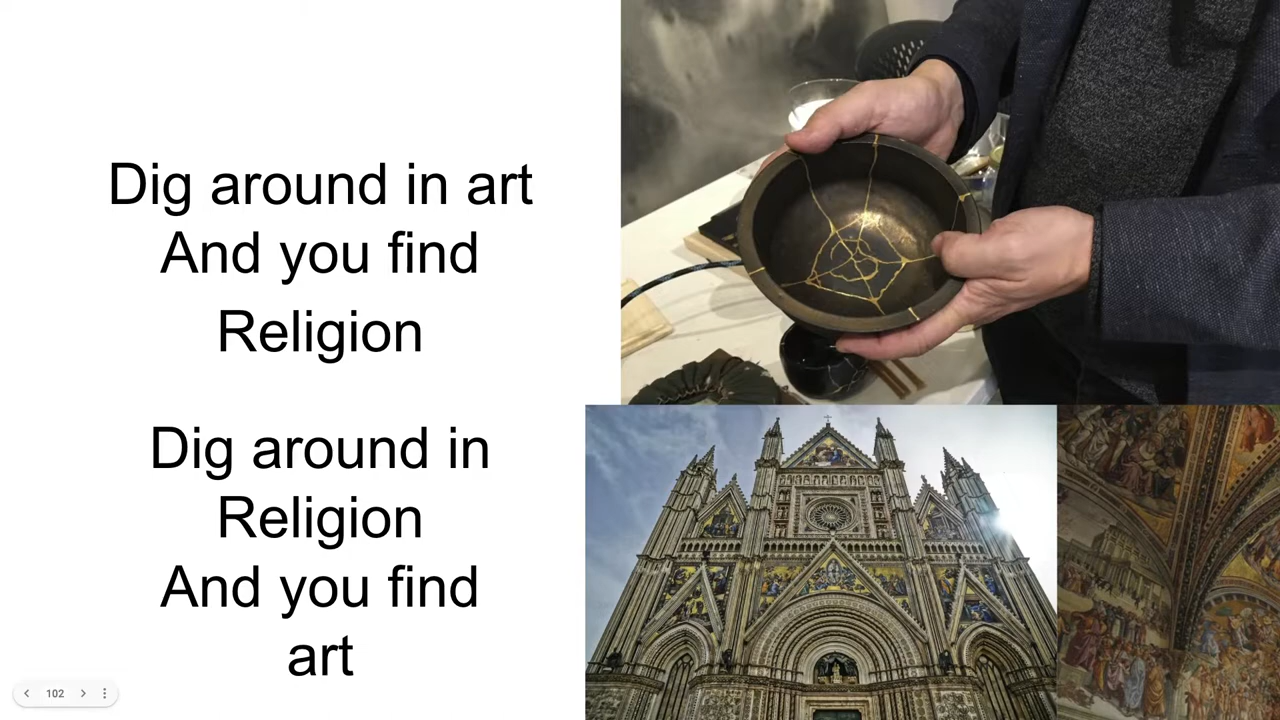 Dig around in art
And you find
Religion
Dig around in
Religion
And you find
art
102